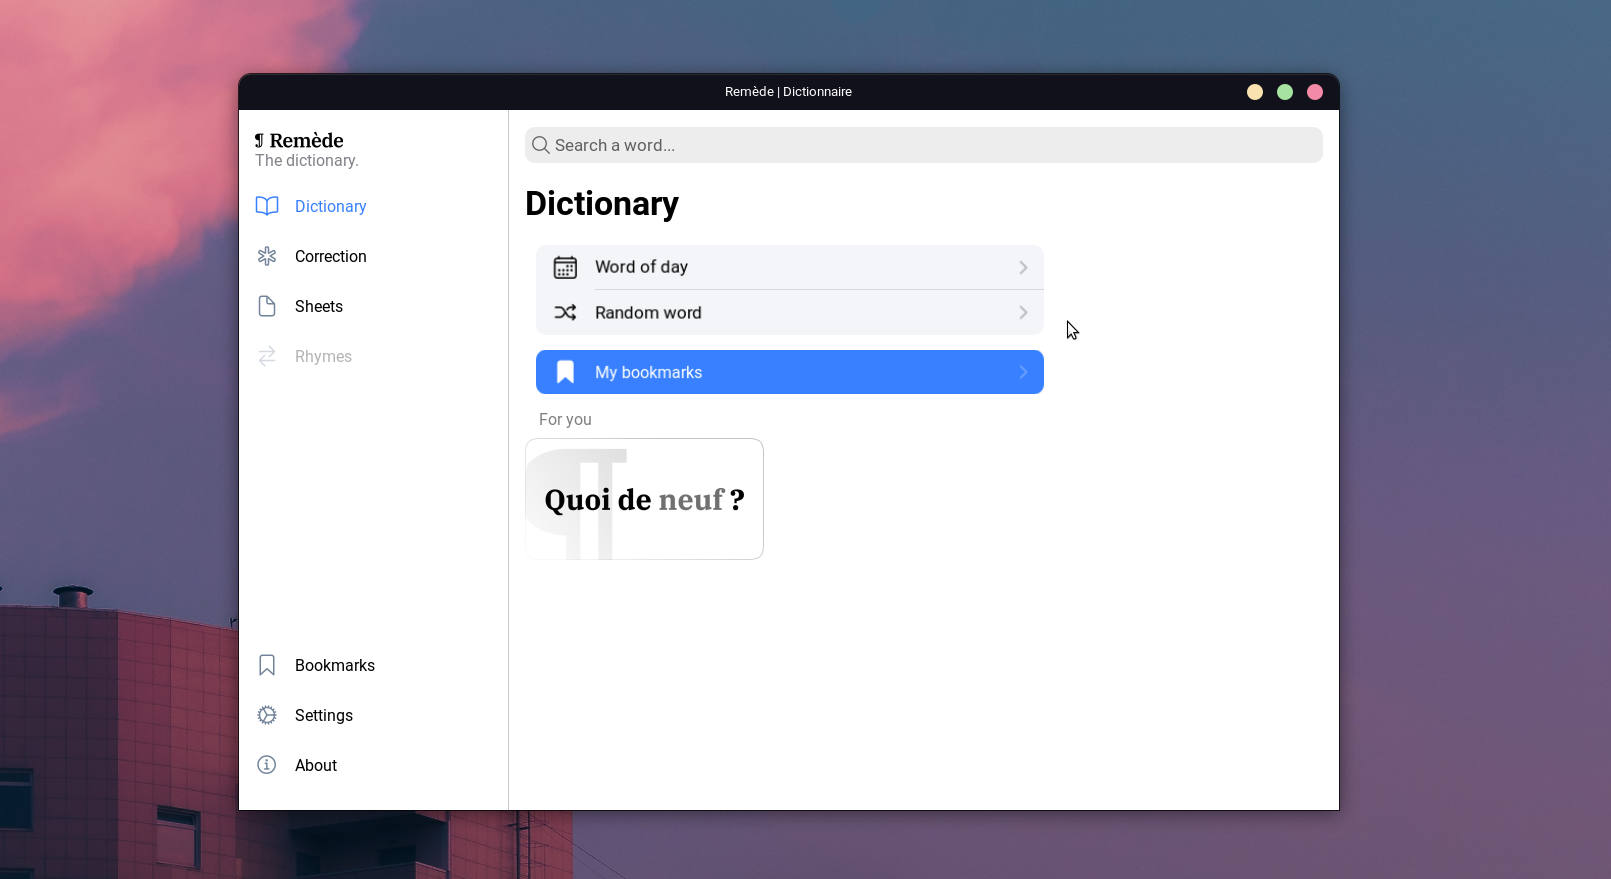 Remède | Dictionnaire
¶ Remède
The dictionary.
Dictionary
Correction
Sheets
Rhymes
Bookmarks
Settings
About
Search a word...
Dictionary
Word of day
Random word
My bookmarks
For you
¶
Quoi de neuf ?